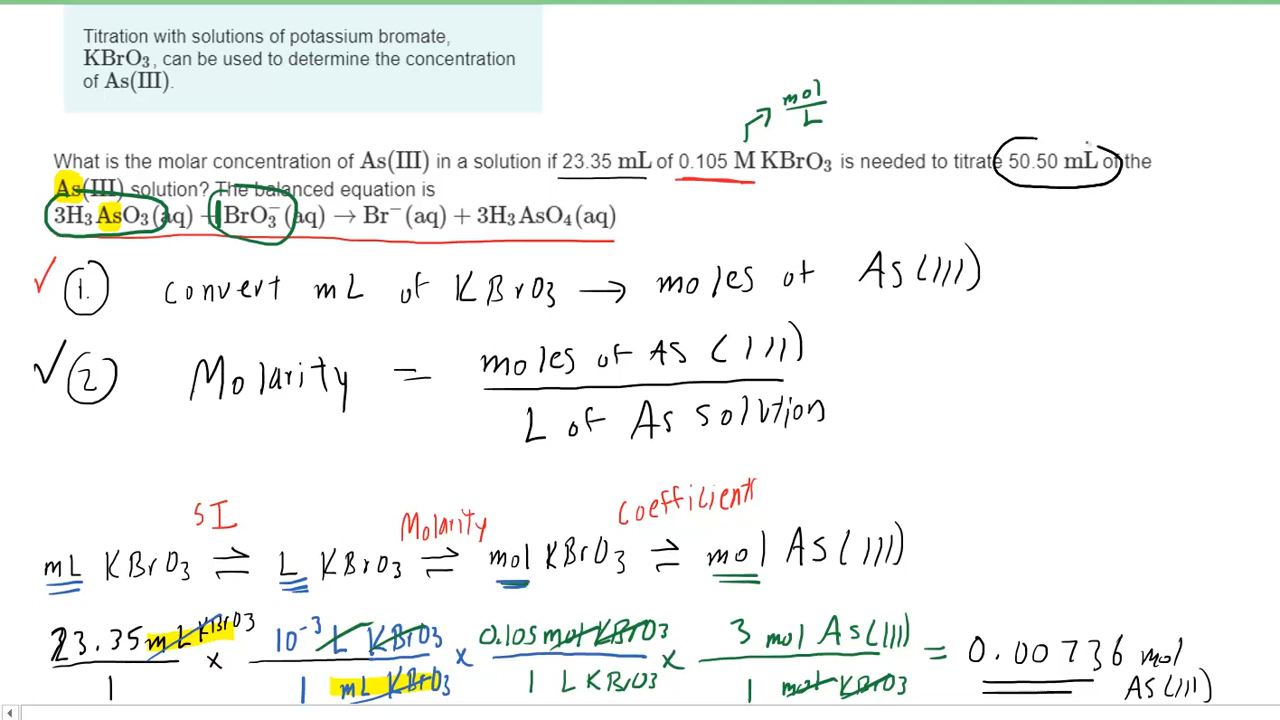 Titration with solutions of potassium bromate,
KBrO₃, can be used to determine the concentration
of As(III).
mol
L
What is the molar concentration of As(III) in a solution if 23.35 mL of 0.105 M KBrO₃ is needed to titrate 50.50 mL of the
As(III) solution? The balanced equation is
3H₃AsO₃(aq) + BrO₃⁻(aq) → Br⁻(aq) + 3H₃AsO₄(aq)
✓ 1. Convert mL of KBrO3 → moles of As(III)
✓ 2 Molarity = moles of As (III)
L of As solution
SI Molarity Coefficients
mL KBrO3 ⇌ L KBrO3 ⇌ mol KBrO3 ⇌ mol As(III)
23.35 mL KBrO3 × 10⁻³ L KBrO3 × 0.105 mol KBrO3 × 3 mol As(III) = 0.00736 mol
1 1 mL KBrO3 1 L KBrO3 1 mol KBrO3 As(III)